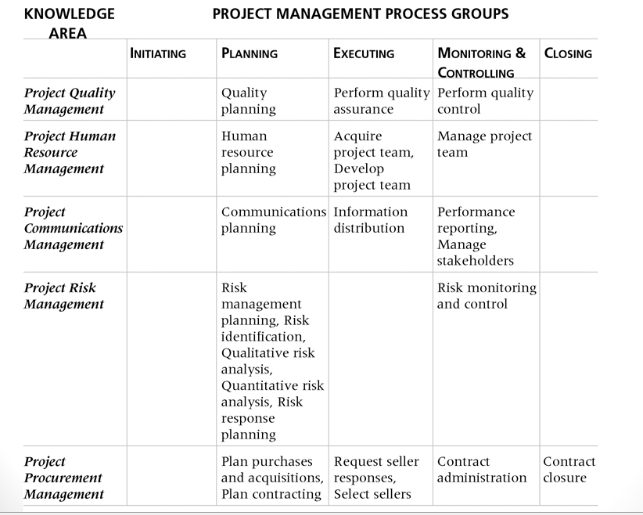 KNOWLEDGE AREA
PROJECT MANAGEMENT PROCESS GROUPS
INITIATING
PLANNING
EXECUTING
MONITORING &
CONTROLLING
CLOSING
Project Quality
Management
Quality
planning
Perform quality
assurance
Perform quality
control
Project Human
Resource
Management
Human
resource
planning
Acquire
project team,
Develop
project team
Manage project
team
Project
Communications
Management
Communications
planning
Information
distribution
Performance
reporting,
Manage
stakeholders
Project Risk
Management
Risk
management
planning, Risk
identification,
Qualitative risk
analysis,
Quantitative risk
analysis, Risk
response
planning
Risk monitoring
and control
Project
Procurement
Management
Plan purchases
and acquisitions,
Plan contracting
Request seller
responses,
Select sellers
Contract
administration
Contract
closure